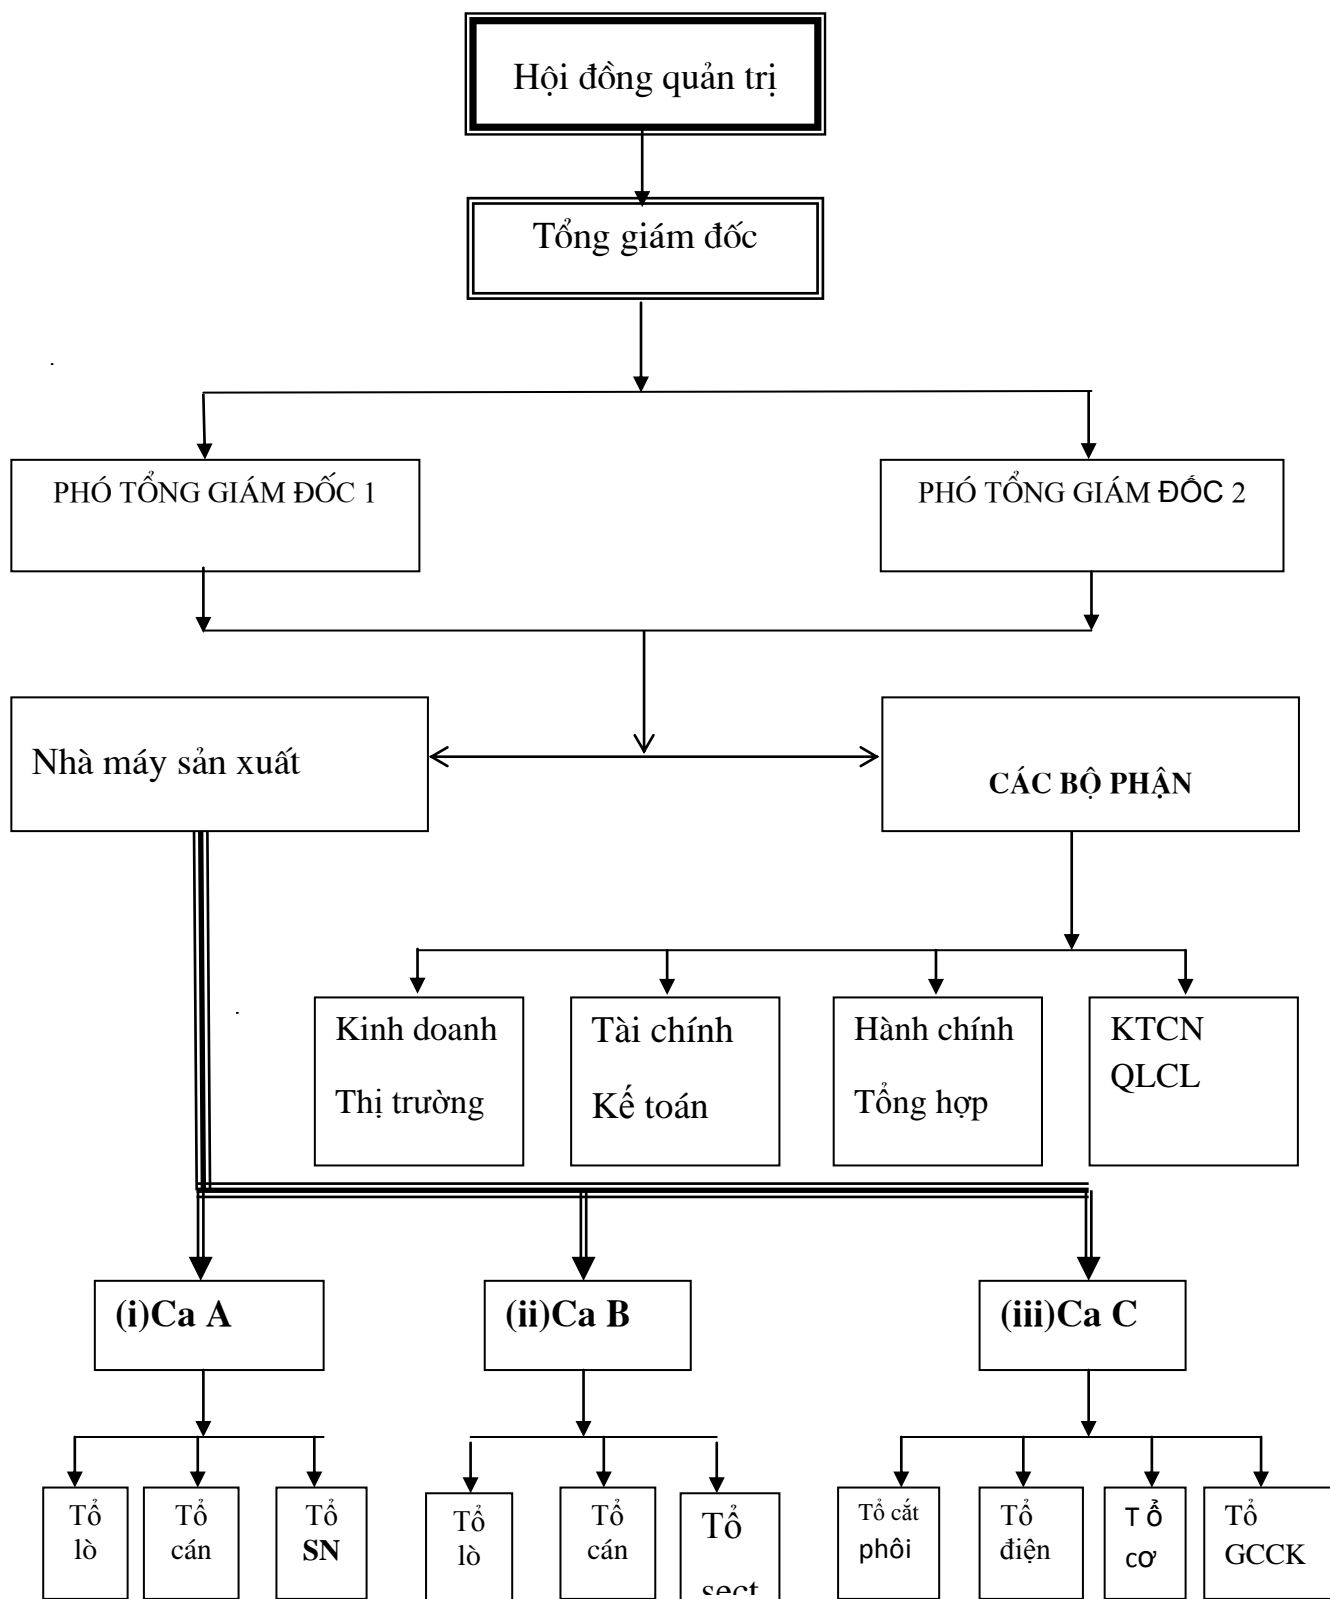 Hội đồng quản trị
Tổng giám đốc
PHÓ TỔNG GIÁM ĐỐC 1
PHÓ TỔNG GIÁM ĐỐC 2
Nhà máy sản xuất
CÁC BỘ PHẬN
Kinh doanh
Thị trường
Tài chính
Kế toán
Hành chính
Tổng hợp
KTCN
QLCL
(i)Ca A
(ii)Ca B
(iii)Ca C
Tổ
lò
Tổ
cán
Tổ
SN
Tổ
lò
Tổ
cán
Tổ
sect
Tổ cắt
phôi
Tổ
điện
T ổ
cơ
Tổ
GCCK